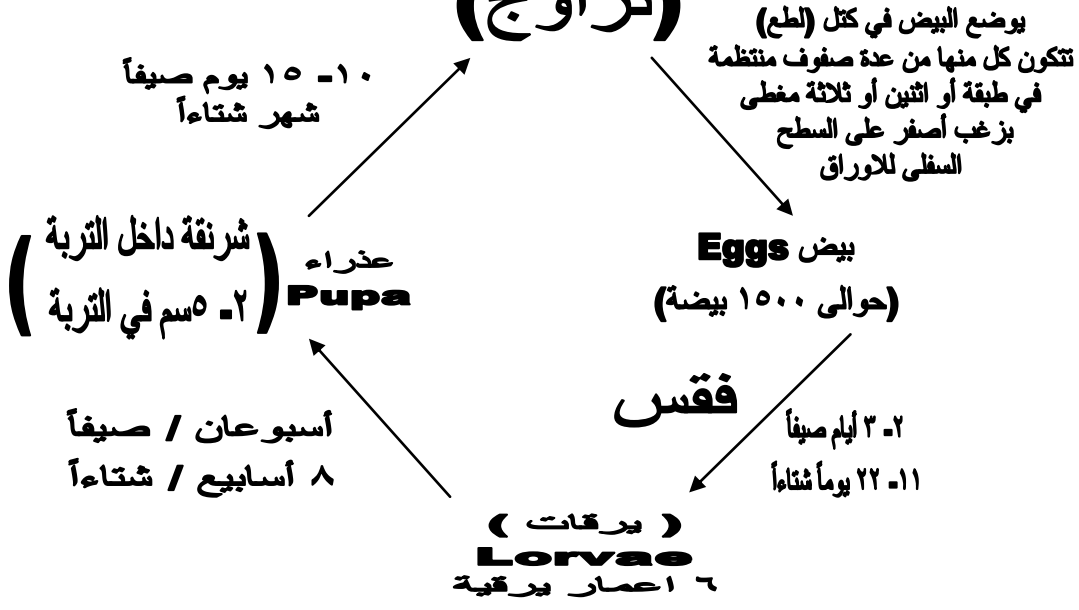 (تزاوج)
يوضع البيض في كتل (لطع)
تتكون كل منها من عدة صفوف منتظمة
في طبقة أو اثنين أو ثلاثة مغطى
بزغب أصفر على السطح
السفلى للاوراق
بيض Eggs
(حوالى ١٥٠٠ بيضة)
فقس
٢- ٣ أيام صيفاً
١١- ٢٢ يوماً شتاءاً
( يرقات )
Lorvae
٦ اعمار يرقية
أسبوعان / صيفاً
٨ أسابيع / شتاءاً
عذراء
Pupa
(شرنقة داخل التربة
٢- ٥سم في التربة)
١٠- ١٥ يوم صيفاً
شهر شتاءاً